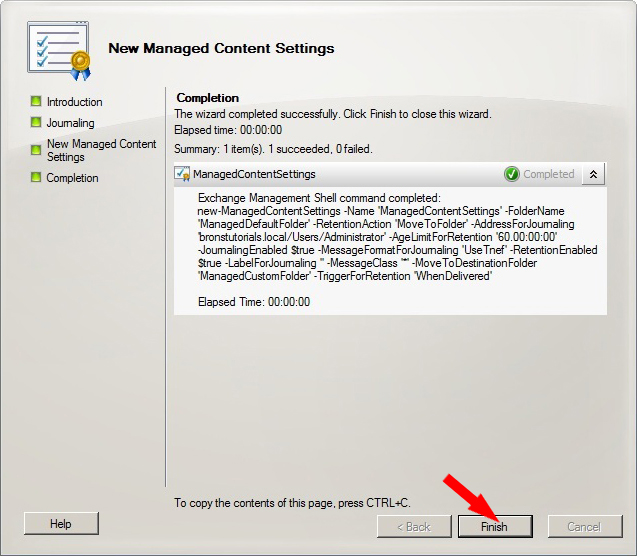 New Managed Content Settings
Introduction
Journaling
New Managed Content
Settings
Completion
Completion
The wizard completed successfully. Click Finish to close this wizard.
Elapsed time: 00:00:00
Summary: 1 item(s). 1 succeeded, 0 failed.
ManagedContentSettings
Completed
Exchange Management Shell command completed:
new-ManagedContentSettings -Name 'ManagedContentSettings' -FolderName
'ManagedDefaultFolder' -RetentionAction 'MoveToFolder' -AddressForJournaling
'bronstutorials.local/Users/Administrator' -AgeLimitForRetention '60.00:00:00'
-JournalingEnabled $true -MessageFormatForJournaling 'UseTnef' -RetentionEnabled
$true -LabelForJournaling '' -MessageClass '*' -MoveToDestinationFolder
'ManagedCustomFolder' -TriggerForRetention 'WhenDelivered'
Elapsed Time: 00:00:00
To copy the contents of this page, press CTRL+C.
Help
< Back
Finish
Cancel